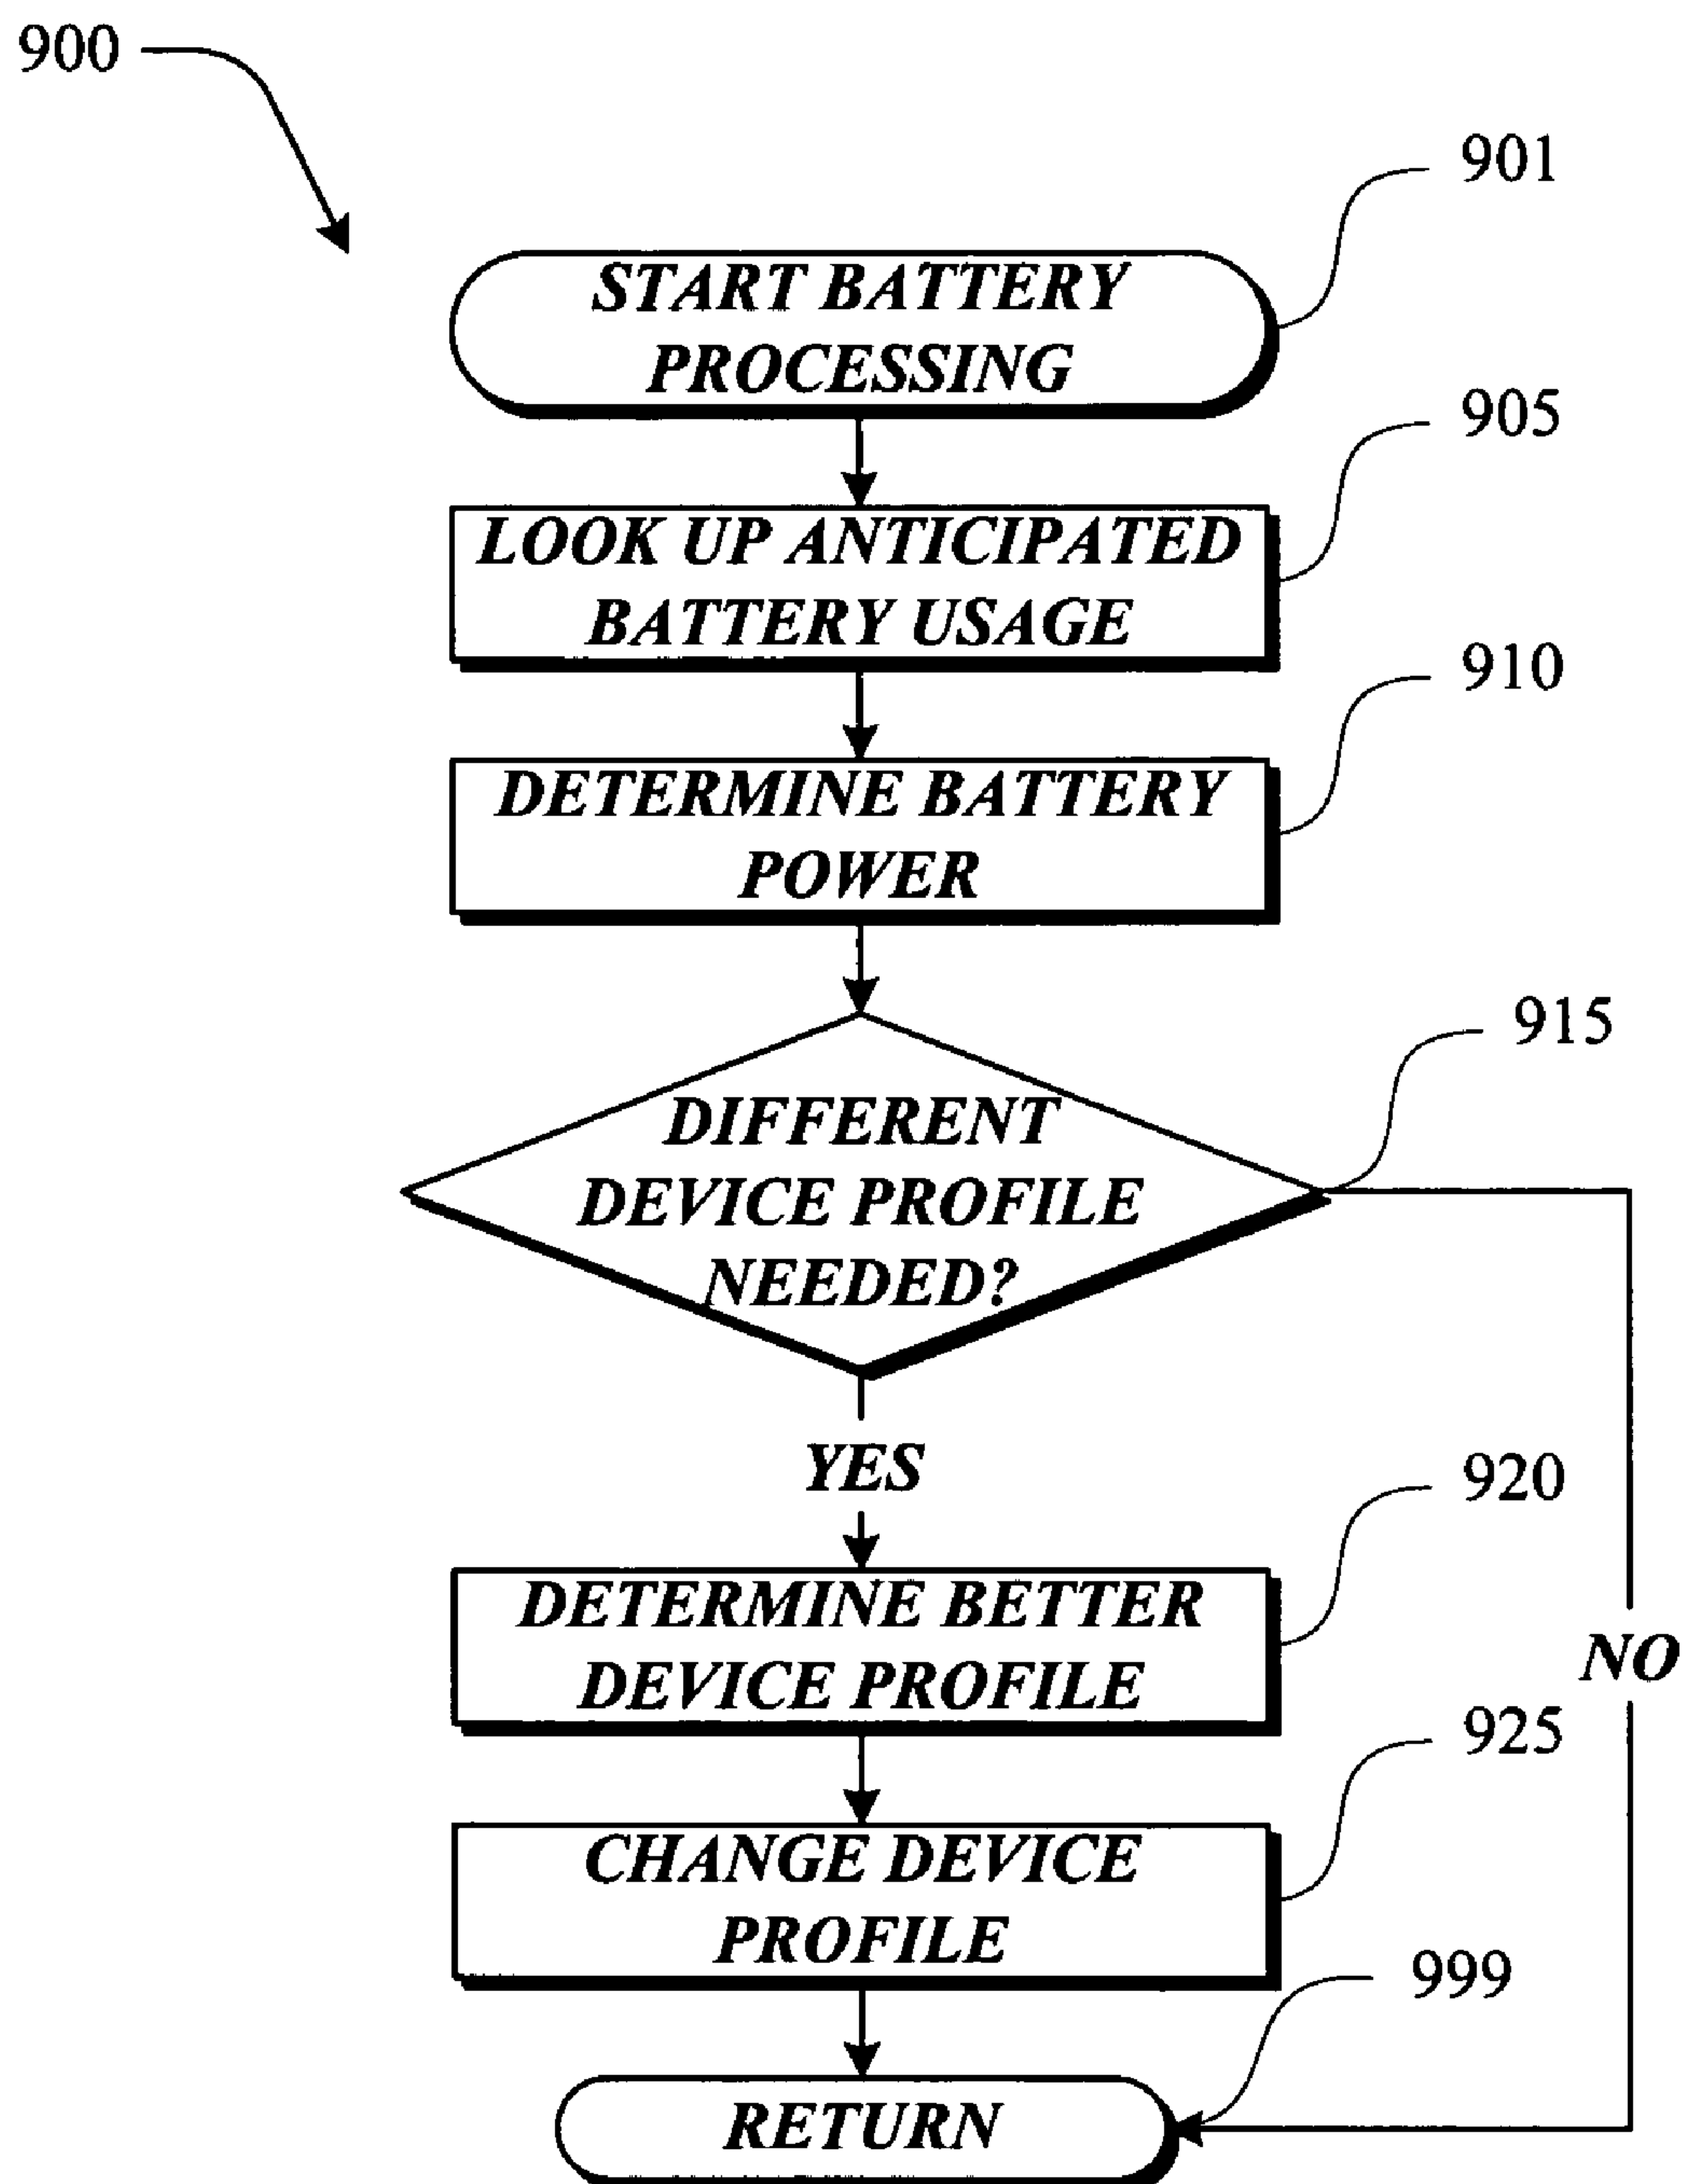 900
901
START BATTERY
PROCESSING
905
LOOK UP ANTICIPATED
BATTERY USAGE
910
DETERMINE BATTERY
POWER
915
DIFFERENT
DEVICE PROFILE
NEEDED?
YES
920
DETERMINE BETTER
DEVICE PROFILE
NO
925
CHANGE DEVICE
PROFILE
999
RETURN